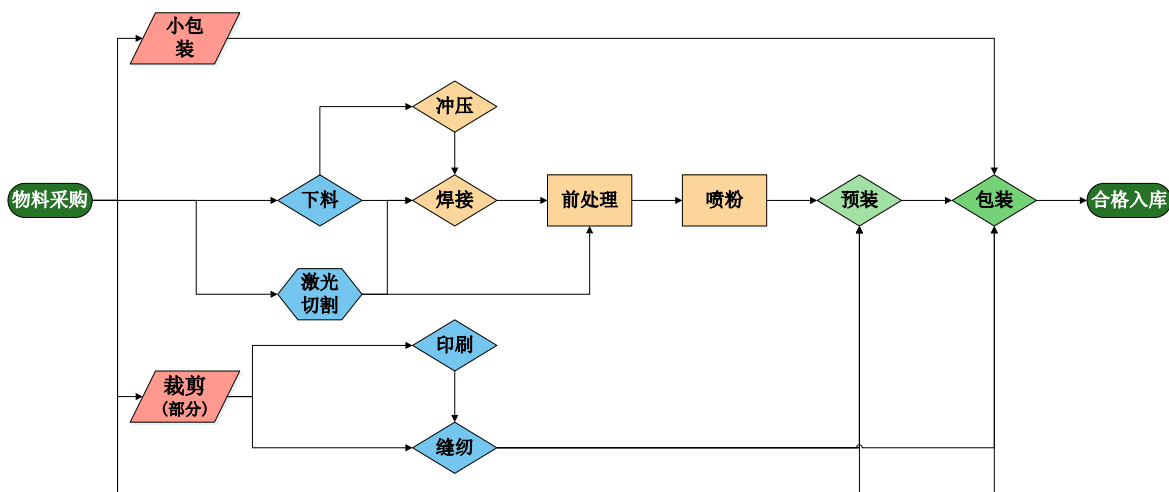 小包
装
冲压
物料采购
下料
焊接
前处理
喷粉
预装
包装
合格入库
激光
切割
印刷
裁剪
(部分)
缝纫